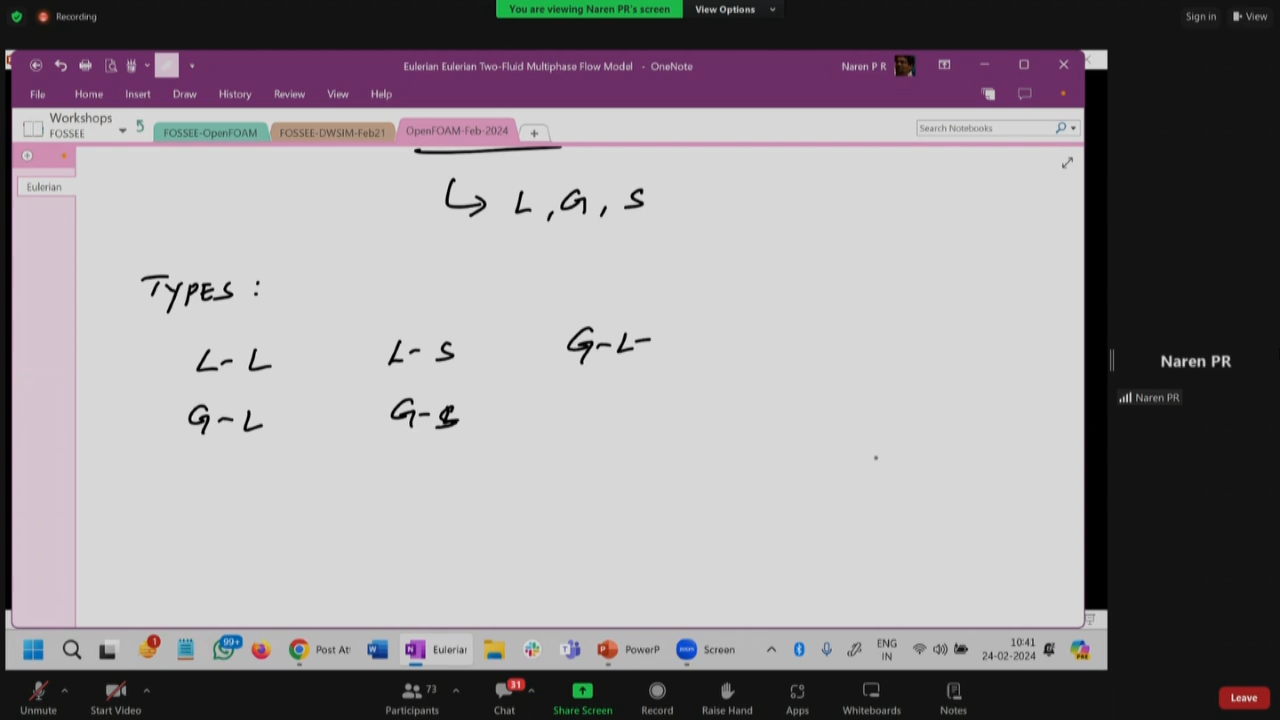 Recording
You are viewing Naren PR's screen
View Options
Sign in
View
Eulerian Eulerian Two-Fluid Multiphase Flow Model - OneNote
Naren P R
File Home Insert Draw History Review View Help
Workshops
FOSSEE
FOSSEE-OpenFOAM
FOSSEE-DWSIM-Feb21
OpenFOAM-Feb-2024
Search Notebooks
Eulerian
L, G, S
TYPES :
L-L L-S G-L-
G-L G-S
Naren PR
Naren PR
1
99+
Post At
Eulerian
PowerP
Screen
ENG
IN
10:41
24-02-2024
PRE
73
31
Unmute
Start Video
Participants
Chat
Share Screen
Record
Raise Hand
Apps
Whiteboards
Notes
Leave